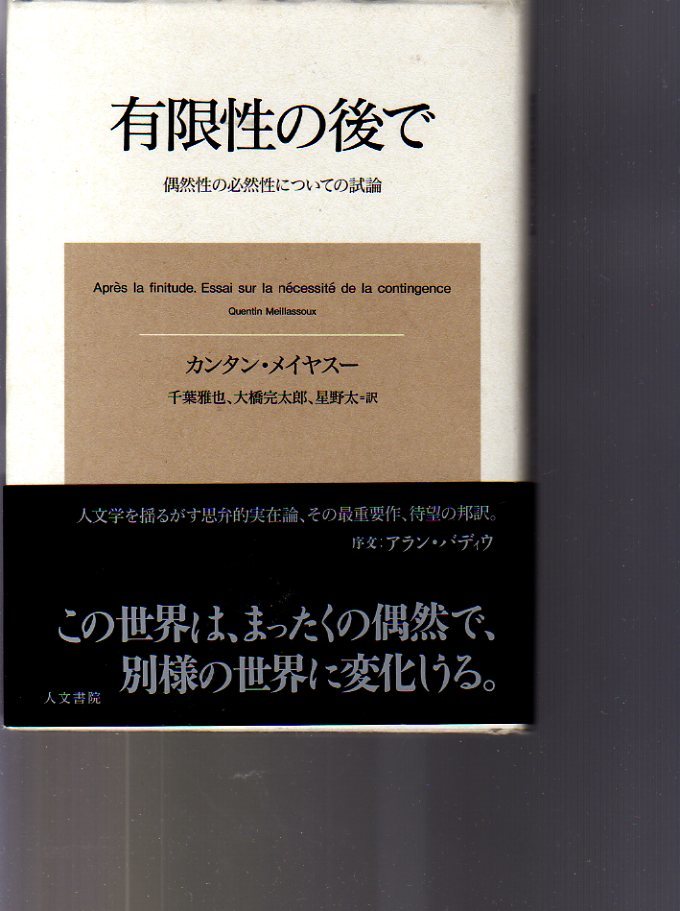 有限性の後で
偶然性の必然性についての試論
Après la finitude. Essai sur la nécessité de la contingence
Quentin Meillassoux
カンタン・メイヤスー
千葉雅也、大橋完太郎、星野太=訳
人文学を揺るがす思弁的実在論、その最重要作、待望の邦訳。
序文:アラン・バディウ
この世界は、まったくの偶然で、
別様の世界に変化しうる。
人文書院